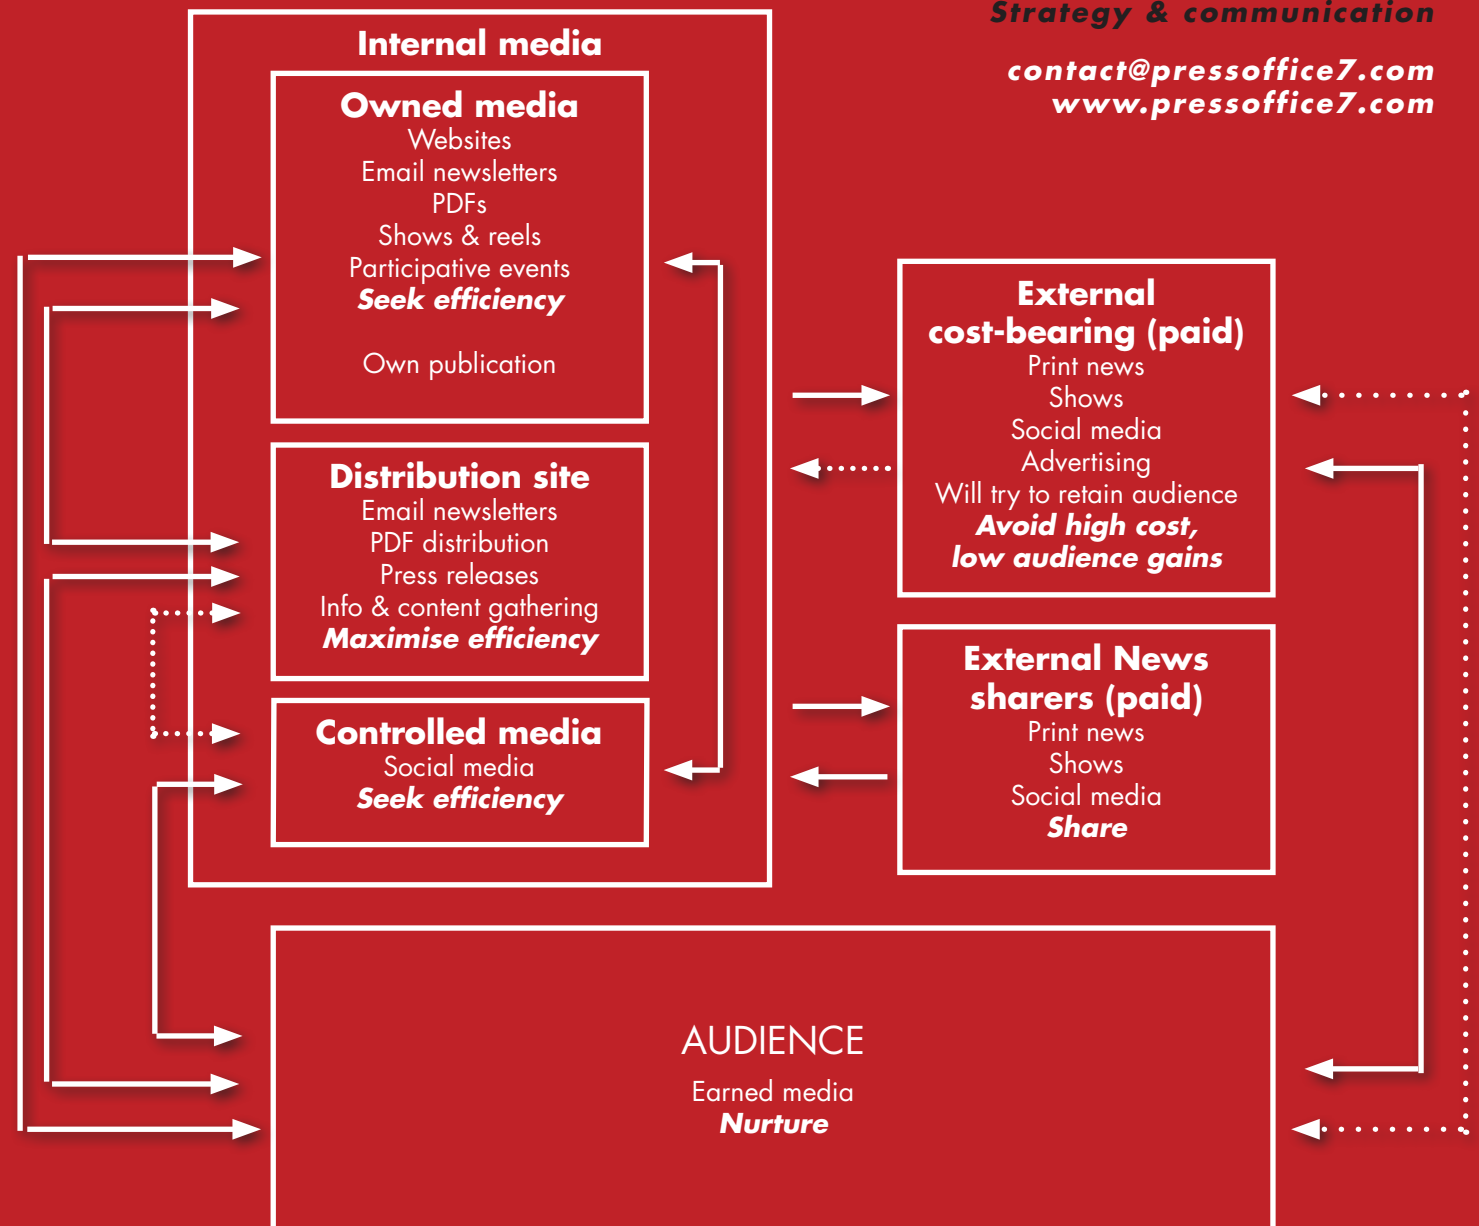 Strategy & communication
contact@pressoffice7.com
www.pressoffice7.com
Internal media
Owned media
Websites
Email newsletters
PDFs
Shows & reels
Participative events
Seek efficiency
Own publication
Distribution site
Email newsletters
PDF distribution
Press releases
Info & content gathering
Maximise efficiency
Controlled media
Social media
Seek efficiency
External
cost-bearing (paid)
Print news
Shows
Social media
Advertising
Will try to retain audience
Avoid high cost,
low audience gains
External News
sharers (paid)
Print news
Shows
Social media
Share
AUDIENCE
Earned media
Nurture